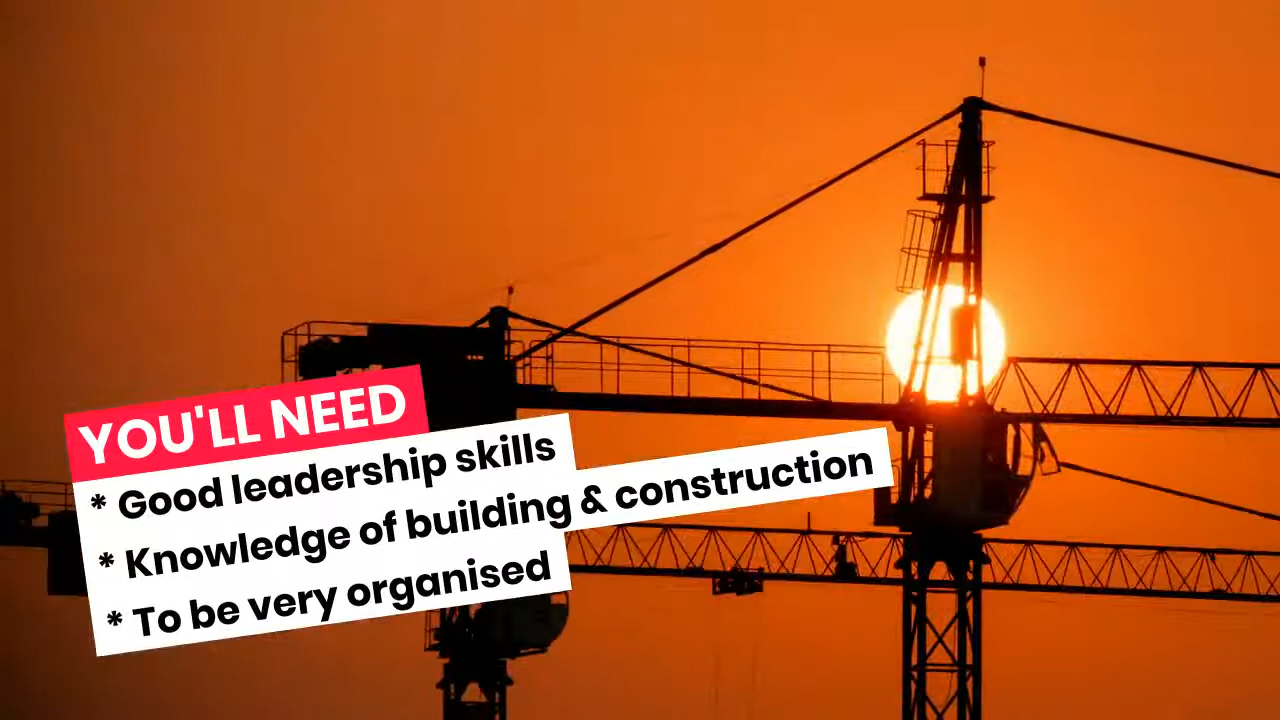 YOU'LL NEED
* Good leadership skills
* Knowledge of building & construction
* To be very organised